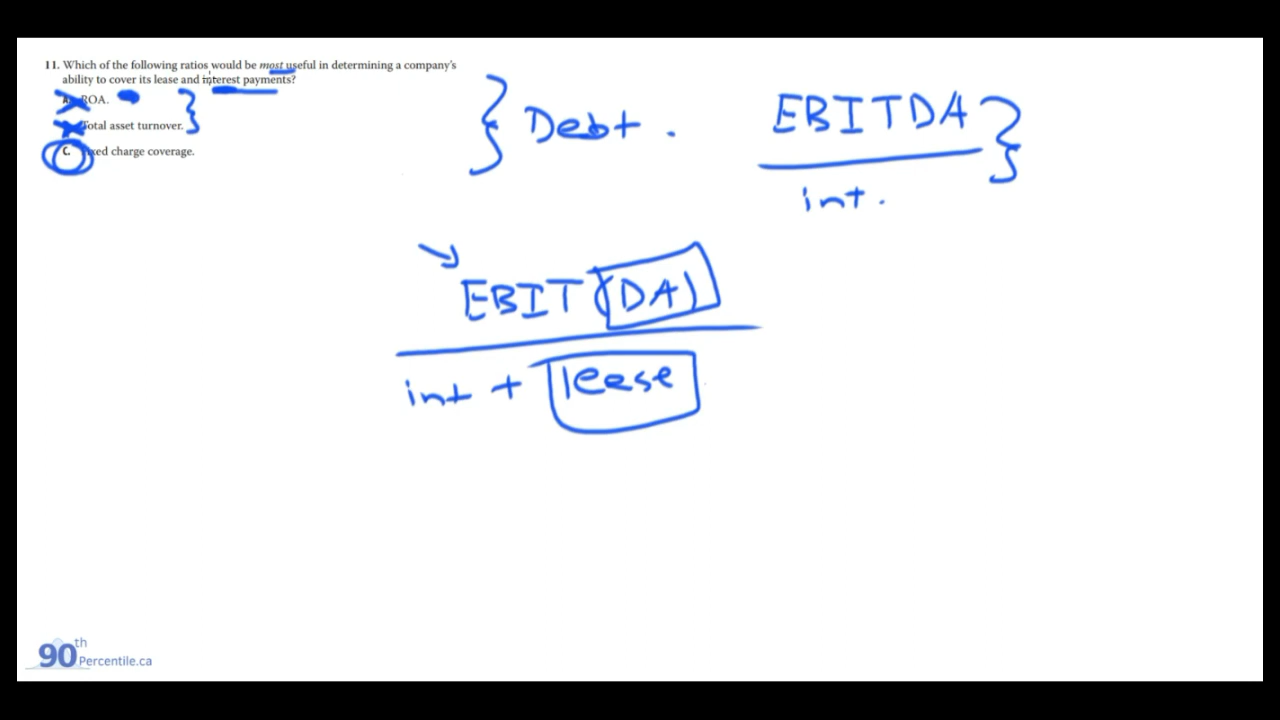 11. Which of the following ratios would be most useful in determining a company's
ability to cover its lease and interest payments?
ROA.
Total asset turnover.
C. Fixed charge coverage.
Debt.
EBITDA
int.
EBIT (DA)
int + lease
90th
Percentile.ca